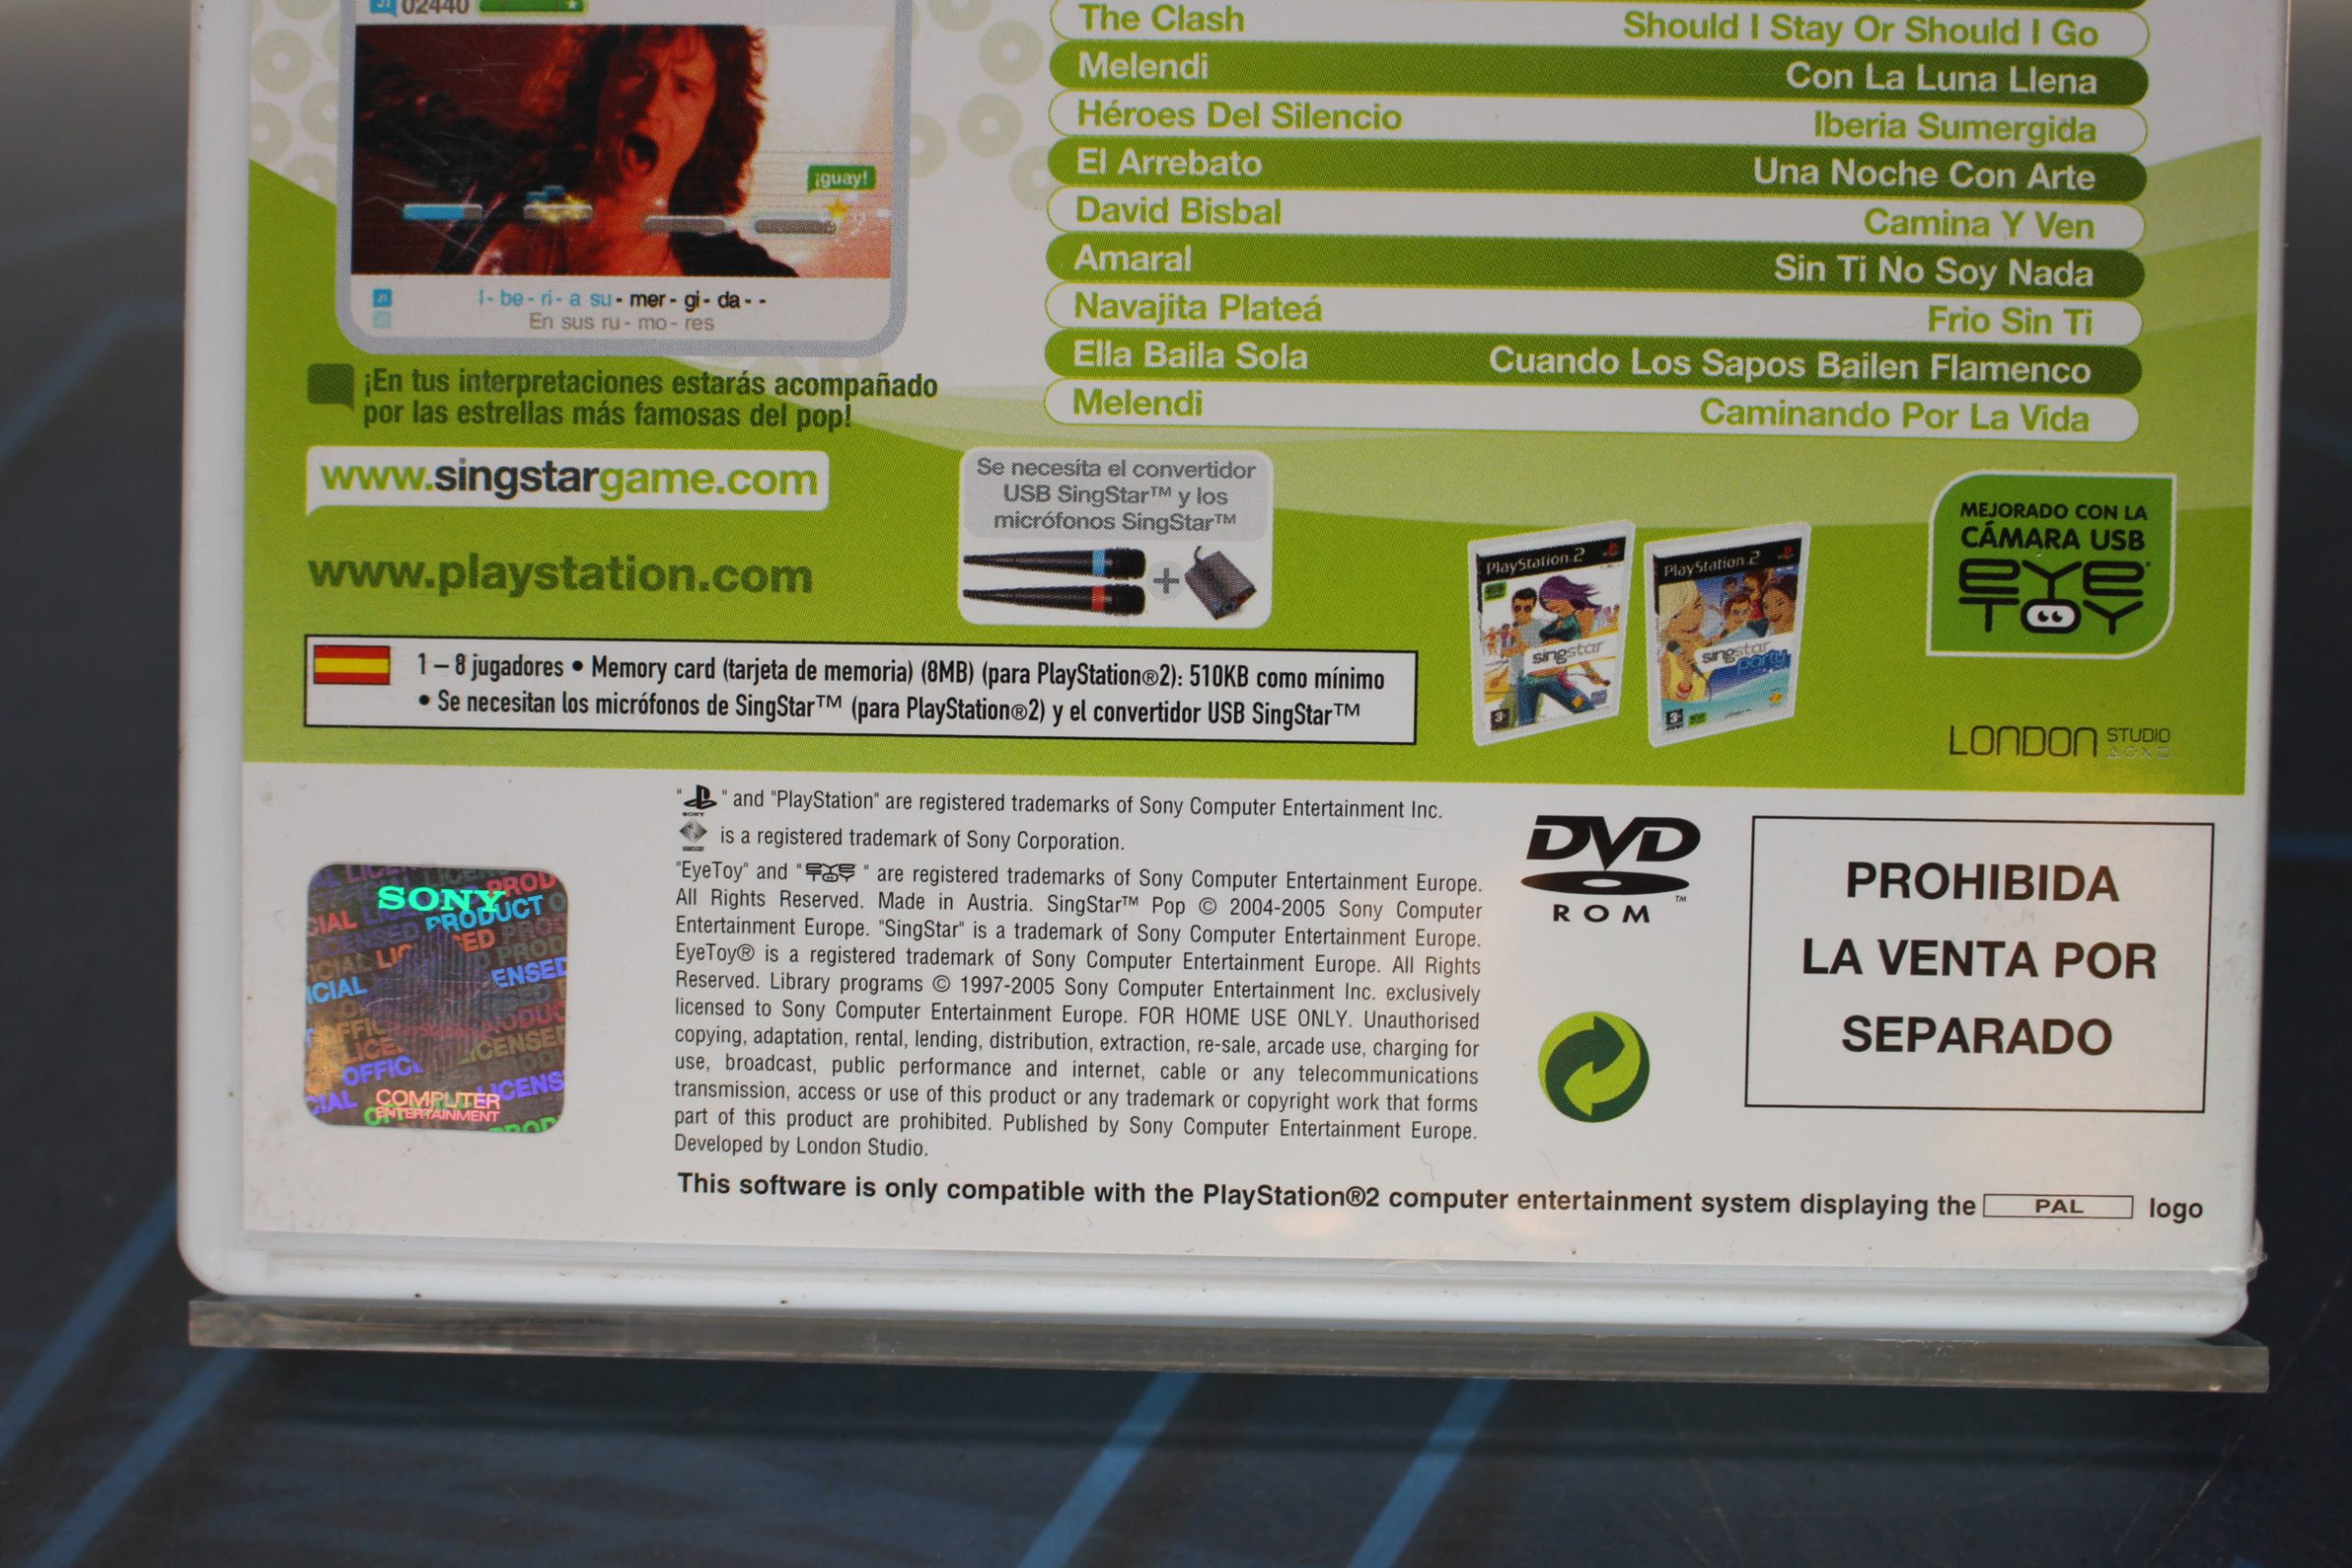 02440
The Clash Should I Stay Or Should I Go
Melendi Con La Luna Llena
Héroes Del Silencio Iberia Sumergida
El Arrebato Una Noche Con Arte
David Bisbal Camina Y Ven
Amaral Sin Ti No Soy Nada
Navajita Plateá Frio Sin Ti
Ella Baila Sola Cuando Los Sapos Bailen Flamenco
Melendi Caminando Por La Vida
¡guay!
I- be - ri- a su- mer - gi- da - -
En sus ru - mo - res
¡En tus interpretaciones estarás acompañado
por las estrellas más famosas del pop!
www.singstargame.com
www.playstation.com
Se necesita el convertidor
USB SingStar™ y los
micrófonos SingStar™
+
PlayStation 2
singstar
3+
PlayStation 2
singstar
party
3+
MEJORADO CON LA
CÁMARA USB
EYE
TOY
LONDON STUDIO
1 – 8 jugadores • Memory card (tarjeta de memoria) (8MB) (para PlayStation®2): 510KB como mínimo
• Se necesitan los micrófonos de SingStar™ (para PlayStation®2) y el convertidor USB SingStar™
" " and "PlayStation" are registered trademarks of Sony Computer Entertainment Inc.
is a registered trademark of Sony Corporation.
"EyeToy" and "EYE TOY" are registered trademarks of Sony Computer Entertainment Europe.
All Rights Reserved. Made in Austria. SingStar™ Pop © 2004-2005 Sony Computer
Entertainment Europe. "SingStar" is a trademark of Sony Computer Entertainment Europe.
EyeToy® is a registered trademark of Sony Computer Entertainment Europe. All Rights
Reserved. Library programs © 1997-2005 Sony Computer Entertainment Inc. exclusively
licensed to Sony Computer Entertainment Europe. FOR HOME USE ONLY. Unauthorised
copying, adaptation, rental, lending, distribution, extraction, re-sale, arcade use, charging for
use, broadcast, public performance and internet, cable or any telecommunications
transmission, access or use of this product or any trademark or copyright work that forms
part of this product are prohibited. Published by Sony Computer Entertainment Europe.
Developed by London Studio.
This software is only compatible with the PlayStation®2 computer entertainment system displaying the PAL logo
DVD
ROM™
PROHIBIDA
LA VENTA POR
SEPARADO
SONY
COMPUTER
ENTERTAINMENT